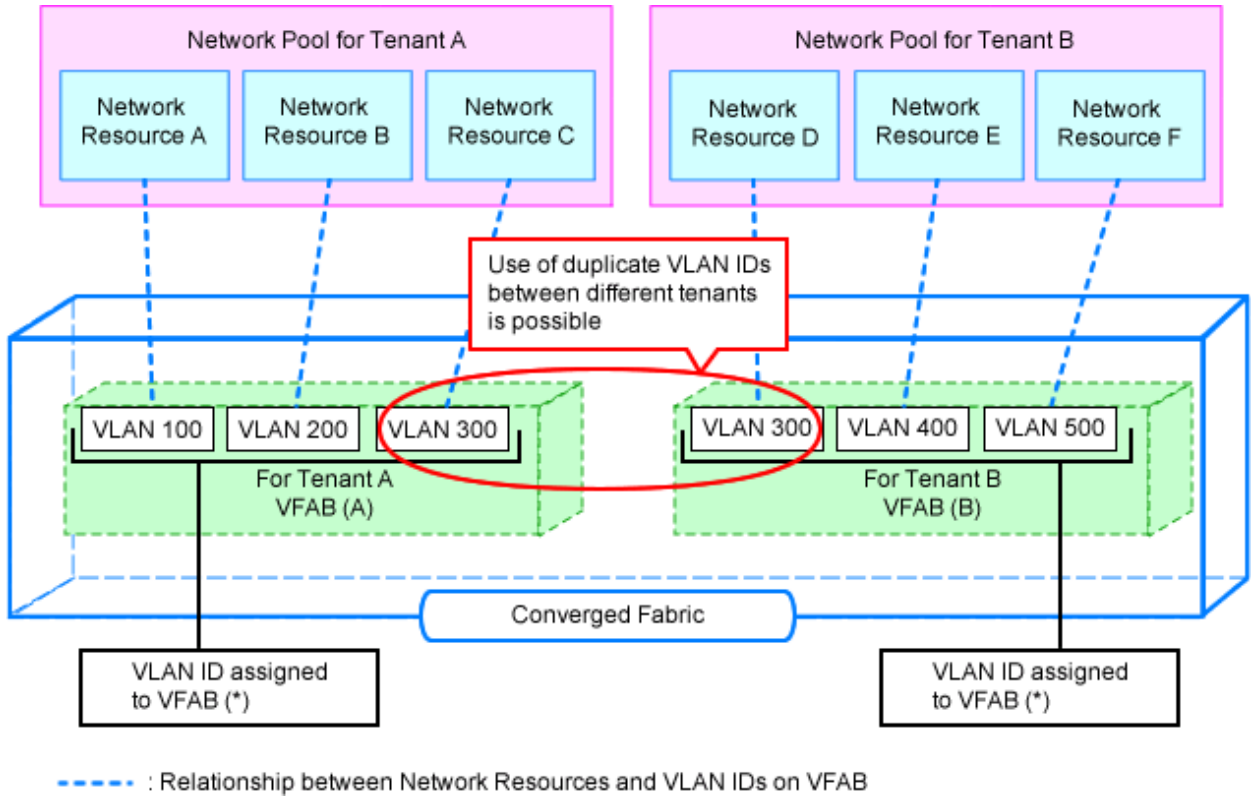 Network Pool for Tenant A
Network Pool for Tenant B
Network
Resource A
Network
Resource B
Network
Resource C
Network
Resource D
Network
Resource E
Network
Resource F
Use of duplicate VLAN IDs
between different tenants
is possible
VLAN 100
VLAN 200
VLAN 300
VLAN 300
VLAN 400
VLAN 500
For Tenant A
VFAB (A)
For Tenant B
VFAB (B)
Converged Fabric
VLAN ID assigned
to VFAB (*)
VLAN ID assigned
to VFAB (*)
: Relationship between Network Resources and VLAN IDs on VFAB